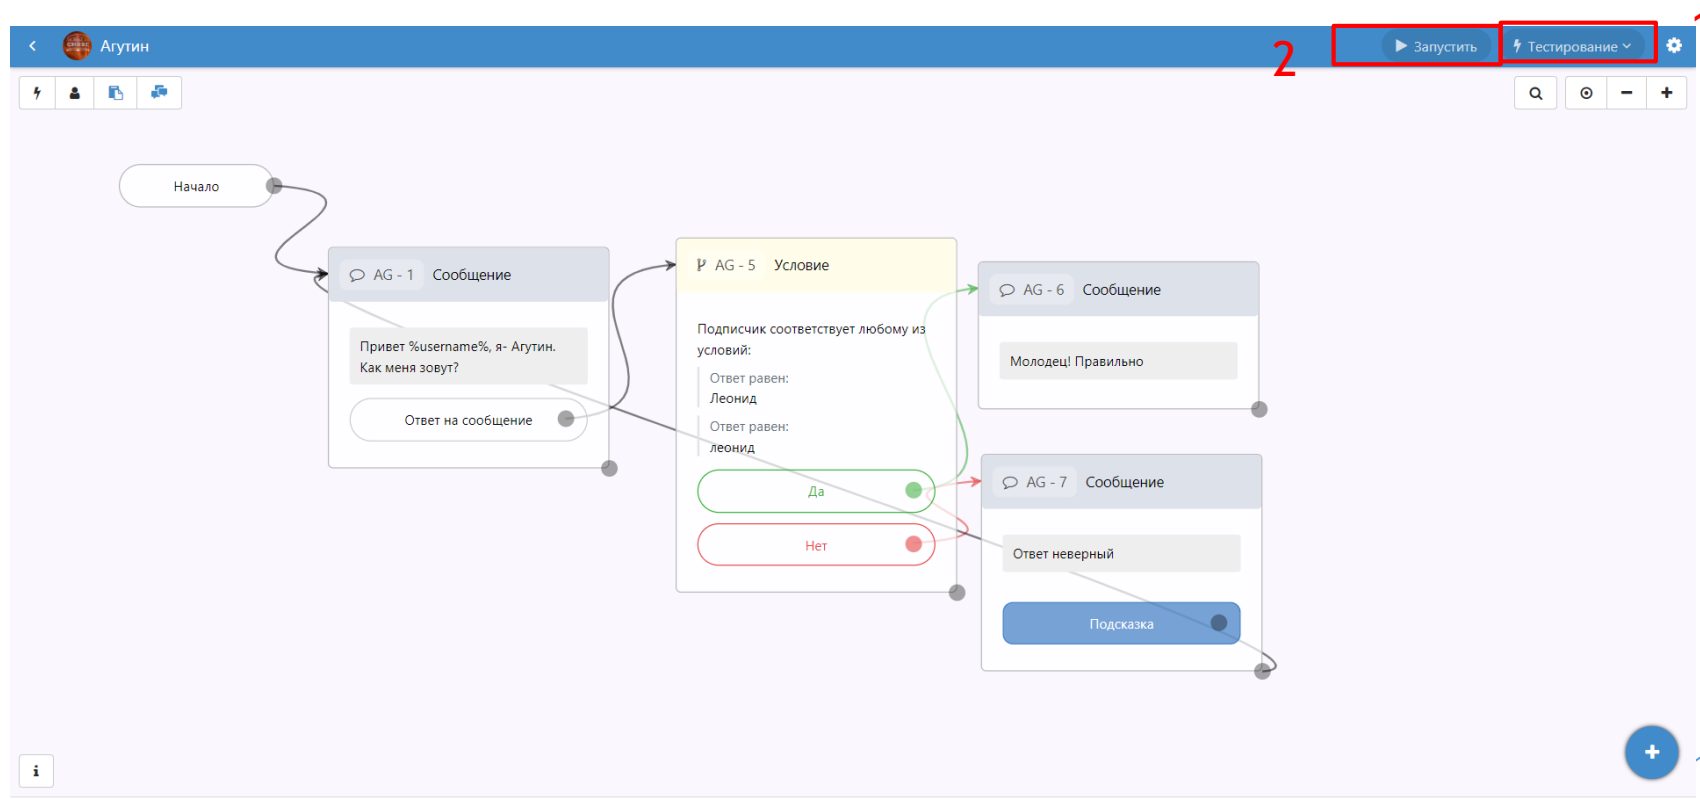 Агутин
2
Запустить
Тестирование
Начало
AG - 1 Сообщение
Привет %username%, я- Агутин.
Как меня зовут?
Ответ на сообщение
AG - 5 Условие
Подписчик соответствует любому из
условий:
Ответ равен:
Леонид
Ответ равен:
леонид
Да
Нет
AG - 6 Сообщение
Молодец! Правильно
AG - 7 Сообщение
Ответ неверный
Подсказка